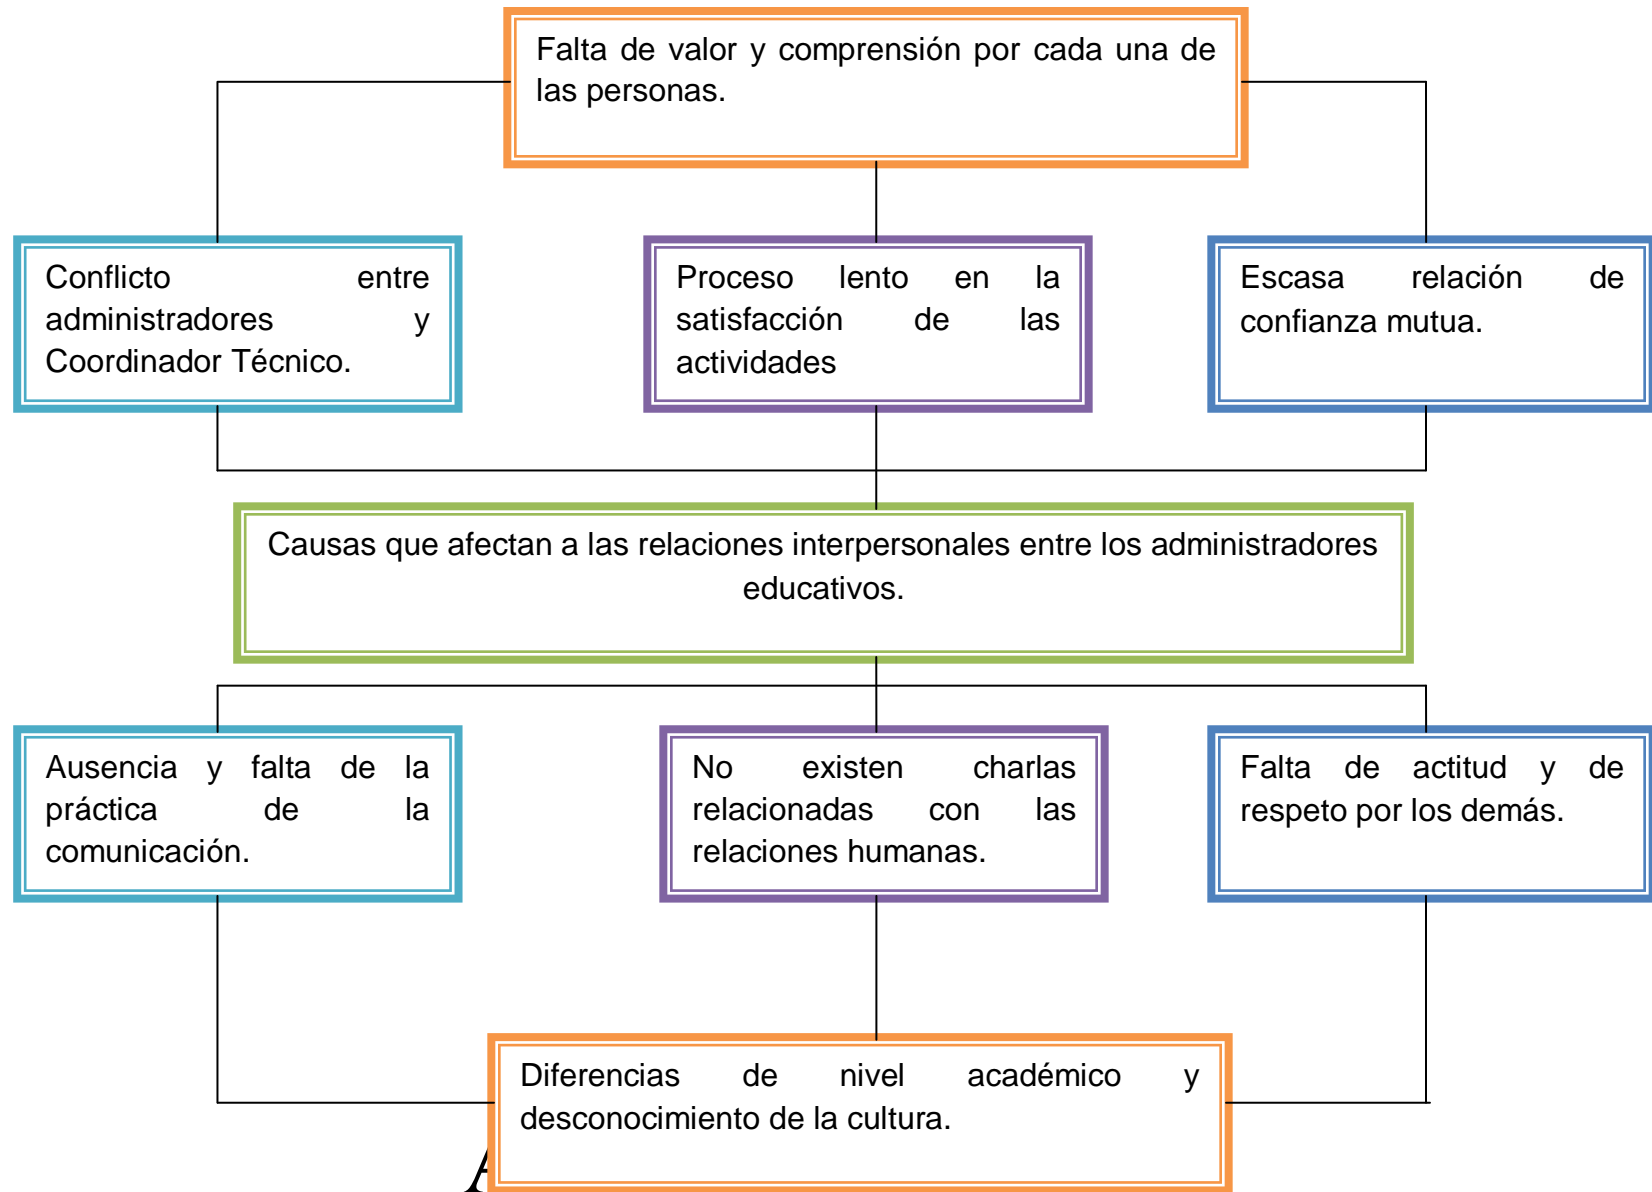 Falta de valor y comprensión por cada una de
las personas.
Conflicto entre
administradores y
Coordinador Técnico.
Proceso lento en la
satisfacción de las
actividades
Escasa relación de
confianza mutua.
Causas que afectan a las relaciones interpersonales entre los administradores
educativos.
Ausencia y falta de la
práctica de la
comunicación.
No existen charlas
relacionadas con las
relaciones humanas.
Falta de actitud y de
respeto por los demás.
Diferencias de nivel académico y
desconocimiento de la cultura.